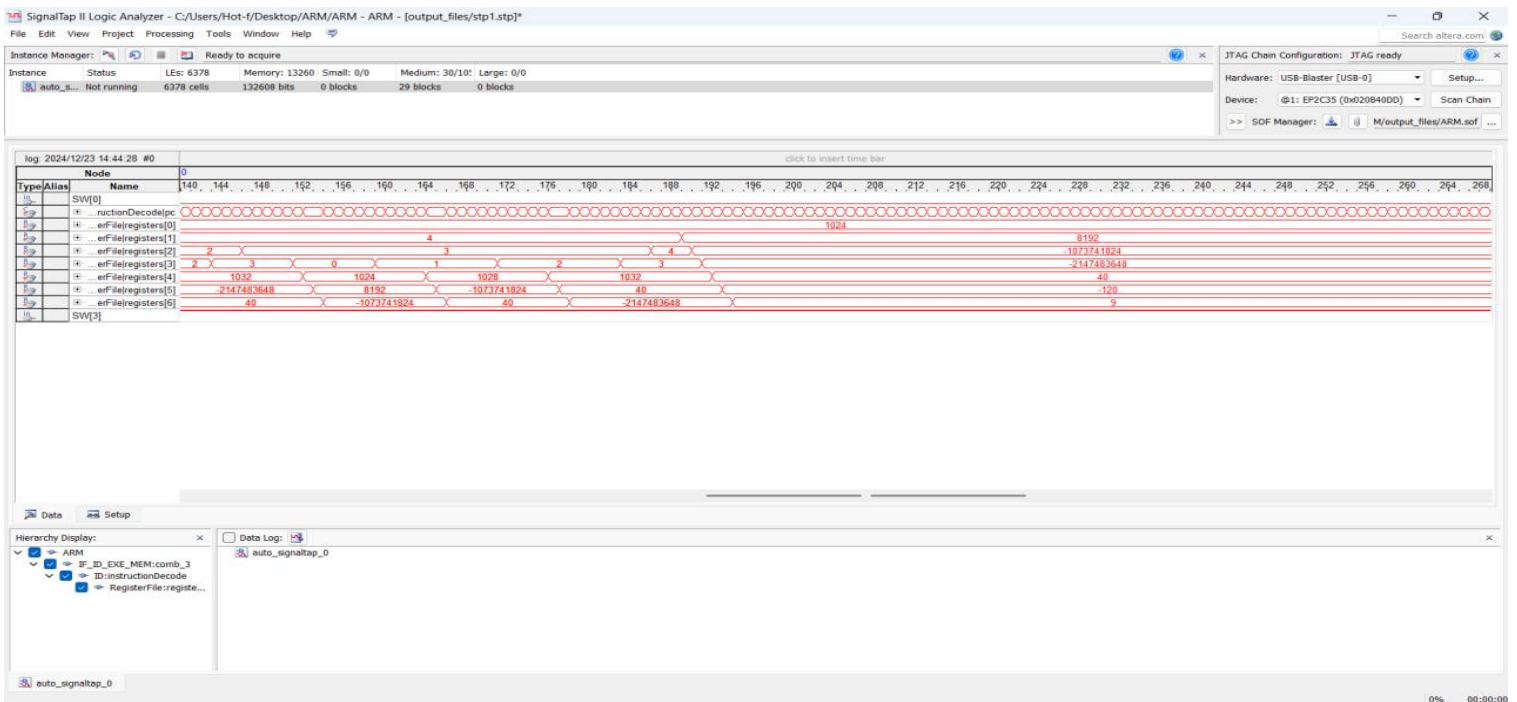 SignalTap II Logic Analyzer - C:/Users/Hot-f/Desktop/ARM/ARM - ARM - [output_files/stp1.stp]*
File Edit View Project Processing Tools Window Help
Search altera.com
Instance Manager: Ready to acquire
JTAG Chain Configuration: JTAG ready
Instance Status LEs: 6378 Memory: 13260 Small: 0/0 Medium: 30/10: Large: 0/0
auto_s... Not running 6378 cells 132608 bits 0 blocks 29 blocks 0 blocks
Hardware: USB-Blaster [USB-0] Setup...
Device: @1: EP2C35 (0x020B40DD) Scan Chain
>> SOF Manager: M/output_files/ARM.sof ...
log: 2024/12/23 14:44:28 #0 click to insert time bar
Node 0
Type Alias Name 140 144 148 152 156 160 164 168 172 176 180 184 188 192 196 200 204 208 212 216 220 224 228 232 236 240 244 248 252 256 260 264 268
SW[0]
...ructionDecode|pc
...erFile|registers[0] 1024
...erFile|registers[1] 4 8192
...erFile|registers[2] 2 3 4 -1073741824
...erFile|registers[3] 2 3 0 1 2 3 -2147483648
...erFile|registers[4] 1032 1024 1028 1032 40
...erFile|registers[5] -2147483648 8192 -1073741824 40 -120
...erFile|registers[6] 40 -1073741824 40 -2147483648 9
SW[3]
Data Setup
Hierarchy Display: Data Log:
ARM auto_signaltap_0
IF_ID_EXE_MEM:comb_3
ID:instructionDecode
RegisterFile:registe...
auto_signaltap_0
0% 00:00:00